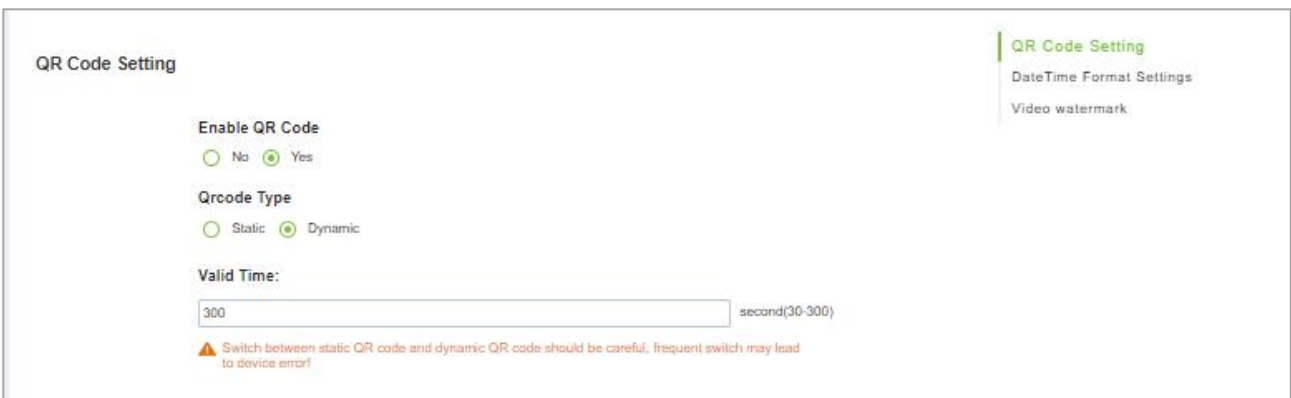 QR Code Setting
Enable QR Code
No Yes
Qrcode Type
Static Dynamic
Valid Time:
300 second(30-300)
Switch between static QR code and dynamic QR code should be careful, frequent switch may lead
to device error!
QR Code Setting
DateTime Format Settings
Video watermark